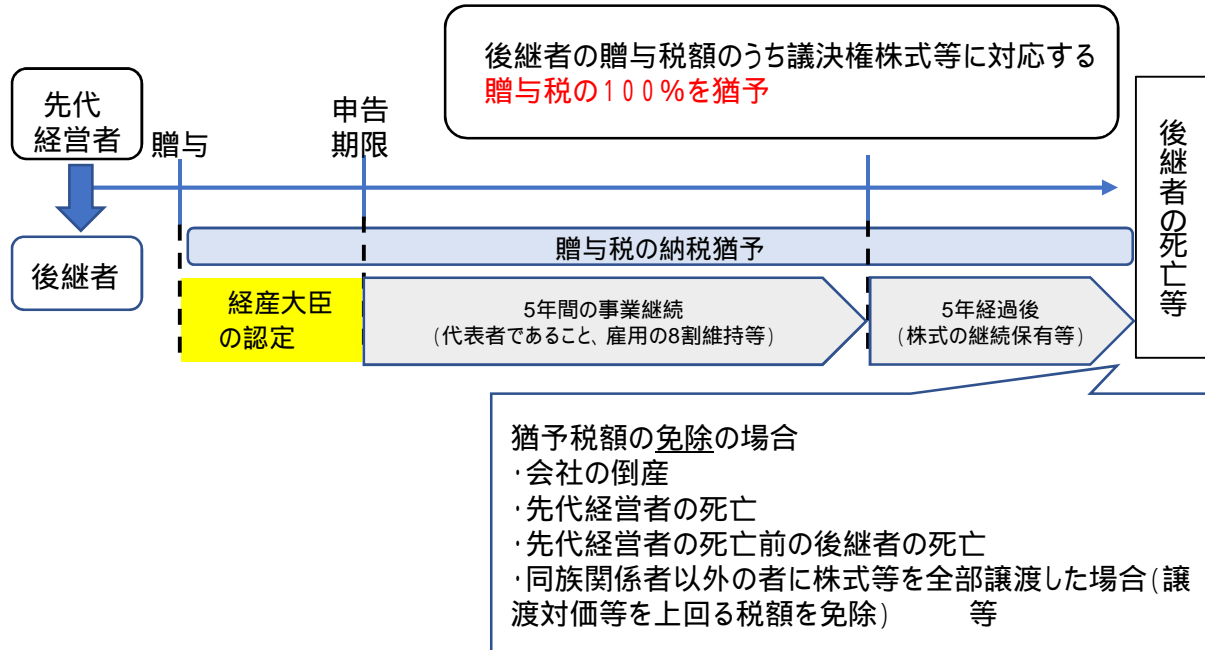 後継者の贈与税額のうち議決権株式等に対応する
贈与税の100%を猶予
先代
経営者
贈与
申告
期限
後継者の死亡等
後継者
贈与税の納税猶予
経産大臣
の認定
5年間の事業継続
(代表者であること、雇用の8割維持等)
5年経過後
(株式の継続保有等)
猶予税額の免除の場合
・会社の倒産
・先代経営者の死亡
・先代経営者の死亡前の後継者の死亡
・同族関係者以外の者に株式等を全部譲渡した場合(譲
渡対価等を上回る税額を免除) 等